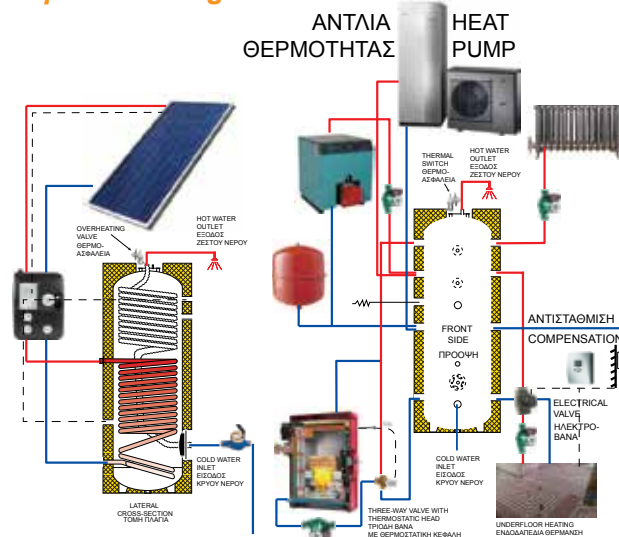 ΑΝΤΛΙΑ
ΘΕΡΜΟΤΗΤΑΣ
HEAT
PUMP
THERMAL
SWITCH
ΘΕΡΜΟ-
ΑΣΦΑΛΕΙΑ
HOT WATER
OUTLET
ΕΞΟΔΟΣ
ΖΕΣΤΟΥ ΝΕΡΟΥ
OVERHEATING
VALVE
ΘΕΡΜΟ-
ΑΣΦΑΛΕΙΑ
HOT WATER
OUTLET
ΕΞΟΔΟΣ
ΖΕΣΤΟΥ ΝΕΡΟΥ
FRONT
SIDE
ΠΡΟΟΨΗ
ΑΝΤΙΣΤΑΘΜΙΣΗ
COMPENSATION
ELECTRICAL
VALVE
ΗΛΕΚΤΡΟ-
ΒΑΝΑ
COLD WATER
INLET
ΕΙΣΟΔΟΣ
ΚΡΥΟΥ ΝΕΡΟΥ
COLD WATER
INLET
ΕΙΣΟΔΟΣ
ΚΡΥΟΥ ΝΕΡΟΥ
LATERAL
CROSS-SECTION
ΤΟΜΗ ΠΛΑΓΙΑ
THREE-WAY VALVE WITH
THERMOSTATIC HEAD
ΤΡΙΟΔΗ ΒΑΝΑ
ΜΕ ΘΕΡΜΟΣΤΑΤΙΚΗ ΚΕΦΑΛΗ
UNDERFLOOR HEATING
ΕΝΔΟΔΑΠΕΔΙΑ ΘΕΡΜΑΝΣΗ